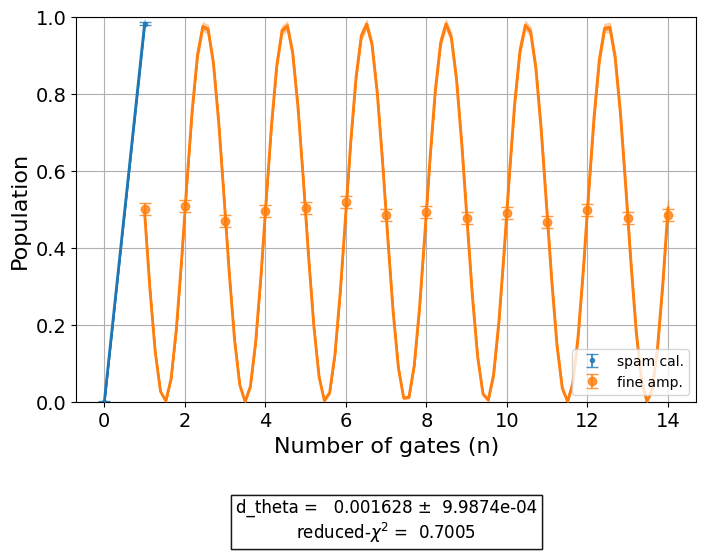 1.0
0.8
0.6
0.4
0.2
0.0
Population
spam cal.
fine amp.
0 2 4 6 8 10 12 14
Number of gates (n)
d_theta = 0.001628 ± 9.9874e-04
reduced-χ² = 0.7005